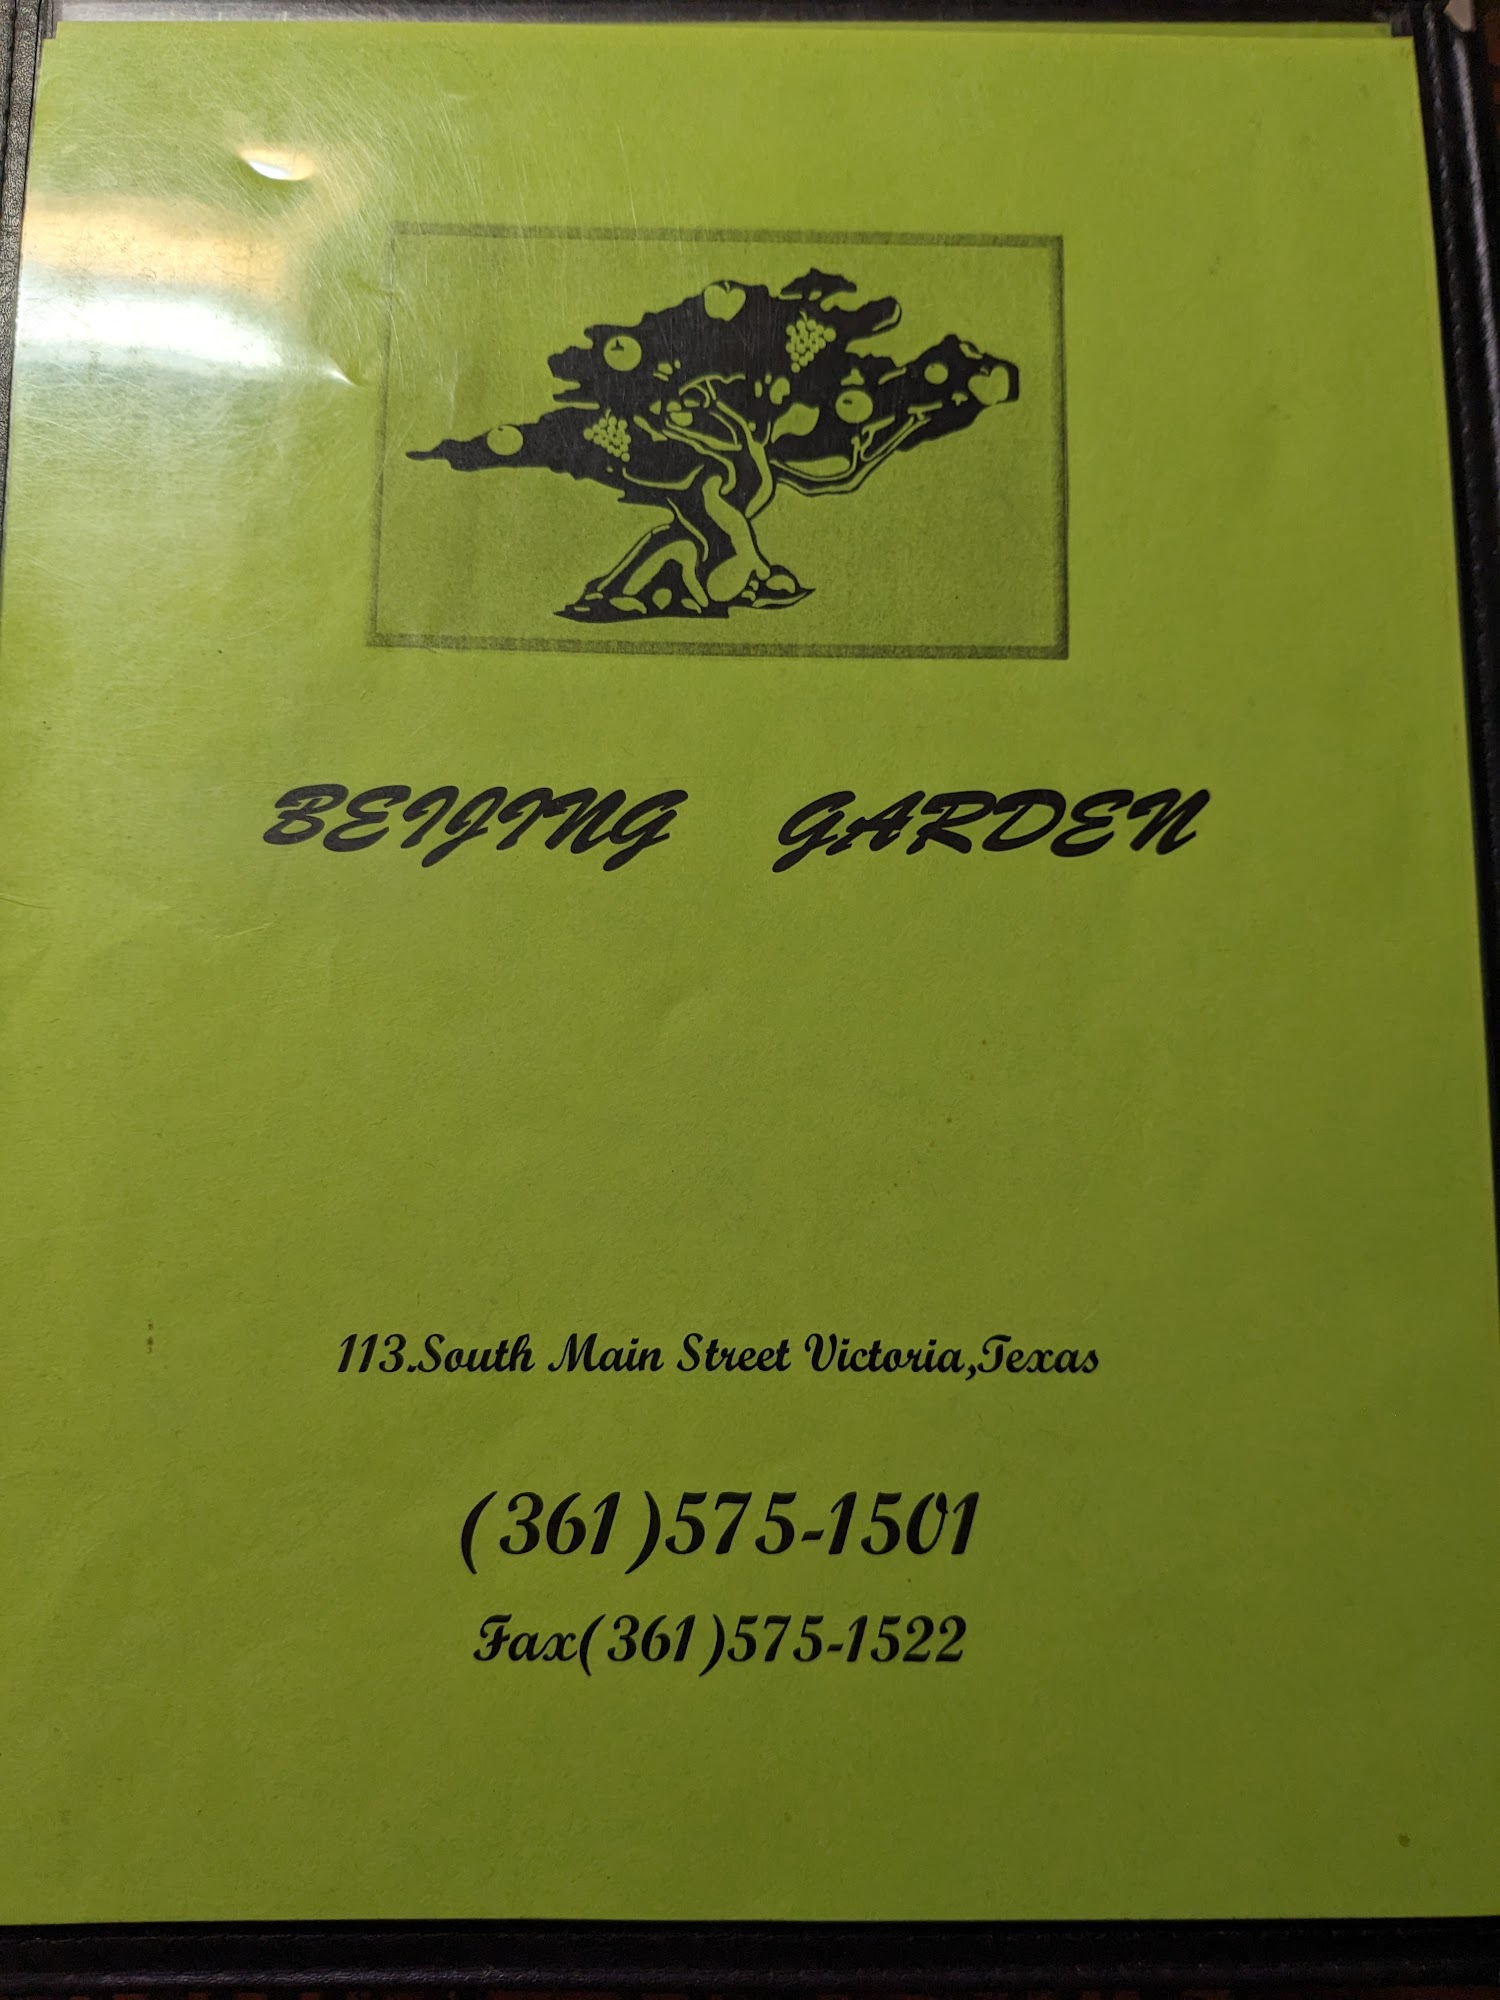 BEIJING GARDEN
113.South Main Street Victoria,Texas
(361)575-1501
Fax(361)575-1522